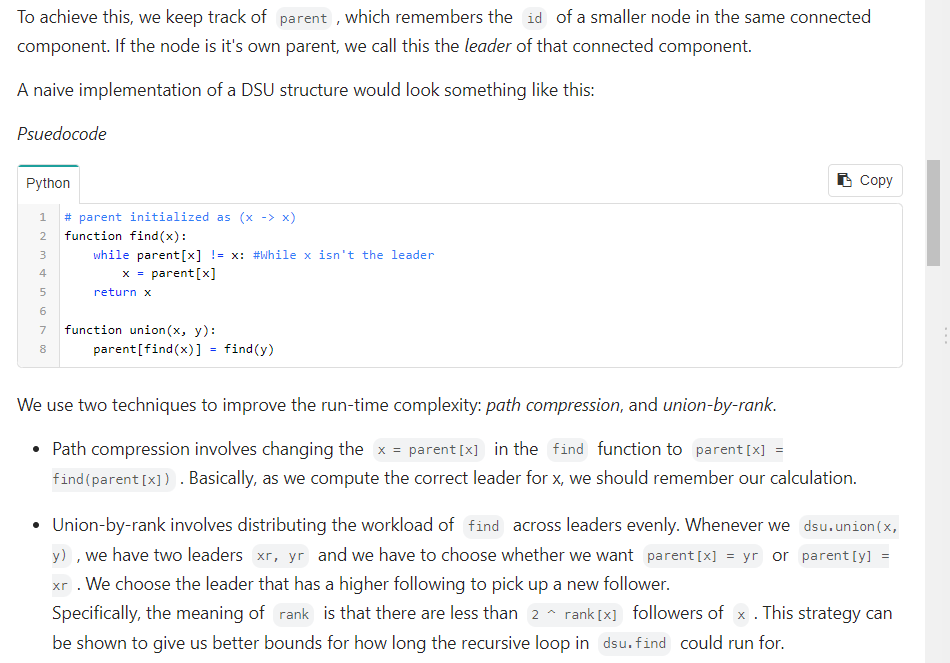 To achieve this, we keep track of parent , which remembers the id of a smaller node in the same connected
component. If the node is it's own parent, we call this the leader of that connected component.
A naive implementation of a DSU structure would look something like this:
Psuedocode
Python
Copy
1 # parent initialized as (x -> x)
2 function find(x):
3     while parent[x] != x: #While x isn't the leader
4         x = parent[x]
5     return x
6
7 function union(x, y):
8     parent[find(x)] = find(y)
We use two techniques to improve the run-time complexity: path compression, and union-by-rank.
• Path compression involves changing the x = parent[x] in the find function to parent[x] =
find(parent[x]) . Basically, as we compute the correct leader for x, we should remember our calculation.
• Union-by-rank involves distributing the workload of find across leaders evenly. Whenever we dsu.union(x,
y) , we have two leaders xr, yr and we have to choose whether we want parent[x] = yr or parent[y] =
xr . We choose the leader that has a higher following to pick up a new follower.
Specifically, the meaning of rank is that there are less than 2 ^ rank[x] followers of x . This strategy can
be shown to give us better bounds for how long the recursive loop in dsu.find could run for.